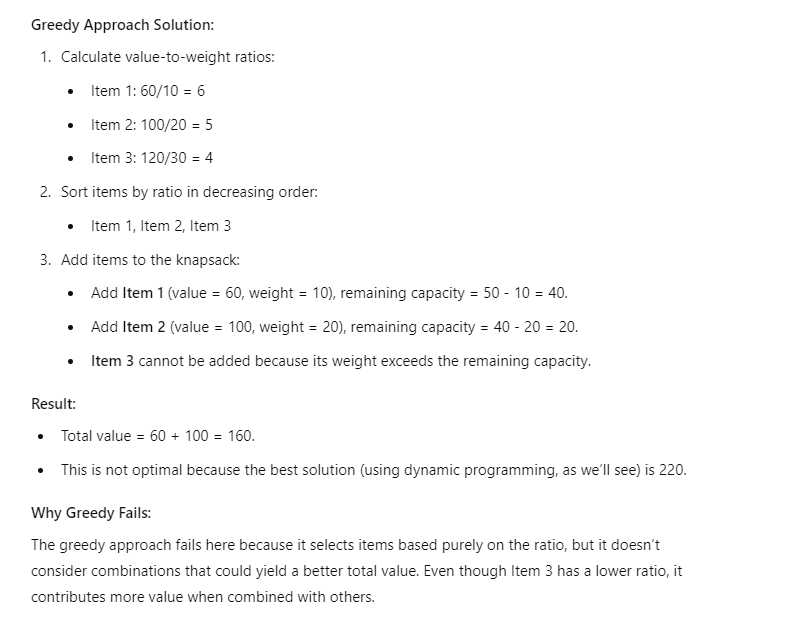 Greedy Approach Solution:
1. Calculate value-to-weight ratios:
• Item 1: 60/10 = 6
• Item 2: 100/20 = 5
• Item 3: 120/30 = 4
2. Sort items by ratio in decreasing order:
• Item 1, Item 2, Item 3
3. Add items to the knapsack:
• Add Item 1 (value = 60, weight = 10), remaining capacity = 50 - 10 = 40.
• Add Item 2 (value = 100, weight = 20), remaining capacity = 40 - 20 = 20.
• Item 3 cannot be added because its weight exceeds the remaining capacity.
Result:
• Total value = 60 + 100 = 160.
• This is not optimal because the best solution (using dynamic programming, as we'll see) is 220.
Why Greedy Fails:
The greedy approach fails here because it selects items based purely on the ratio, but it doesn't
consider combinations that could yield a better total value. Even though Item 3 has a lower ratio, it
contributes more value when combined with others.